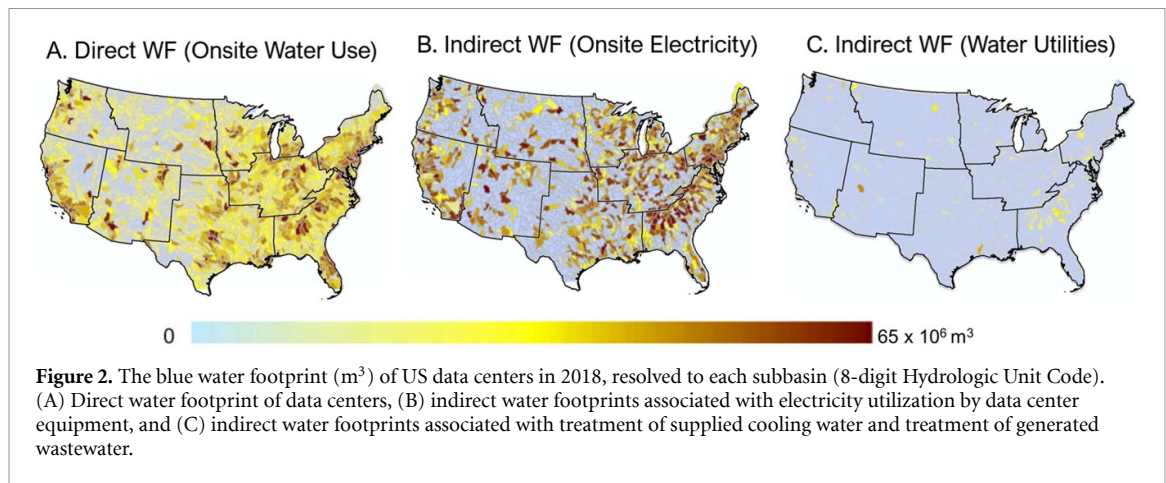 A. Direct WF (Onsite Water Use)
B. Indirect WF (Onsite Electricity)
C. Indirect WF (Water Utilities)
0
65 x 10⁶ m³
Figure 2. The blue water footprint (m³) of US data centers in 2018, resolved to each subbasin (8-digit Hydrologic Unit Code).
(A) Direct water footprint of data centers, (B) indirect water footprints associated with electricity utilization by data center
equipment, and (C) indirect water footprints associated with treatment of supplied cooling water and treatment of generated
wastewater.